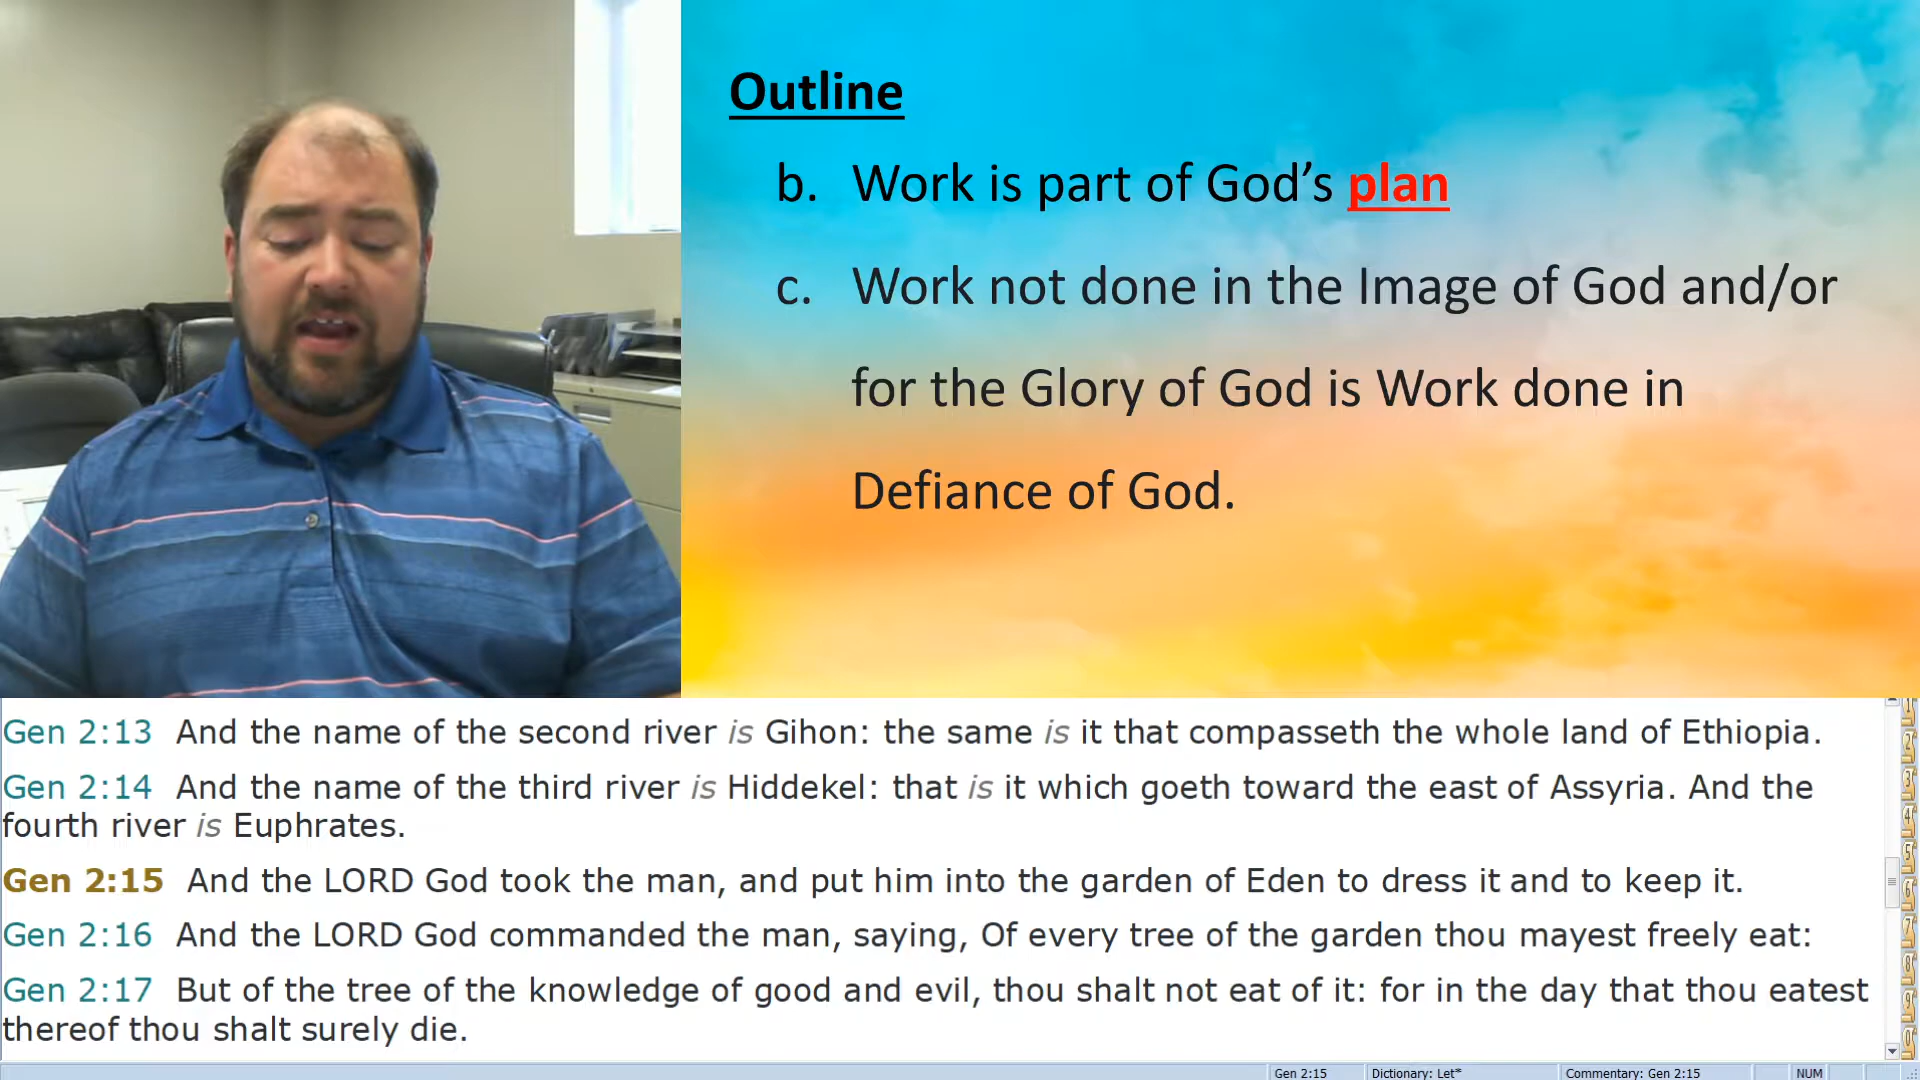 Outline
b. Work is part of God’s plan
c. Work not done in the Image of God and/or
for the Glory of God is Work done in
Defiance of God.
Gen 2:13 And the name of the second river is Gihon: the same is it that compasseth the whole land of Ethiopia.
Gen 2:14 And the name of the third river is Hiddekel: that is it which goeth toward the east of Assyria. And the
fourth river is Euphrates.
Gen 2:15 And the LORD God took the man, and put him into the garden of Eden to dress it and to keep it.
Gen 2:16 And the LORD God commanded the man, saying, Of every tree of the garden thou mayest freely eat:
Gen 2:17 But of the tree of the knowledge of good and evil, thou shalt not eat of it: for in the day that thou eatest
thereof thou shalt surely die.
Gen 2:15 Dictionary: Let* Commentary: Gen 2:15 NUM